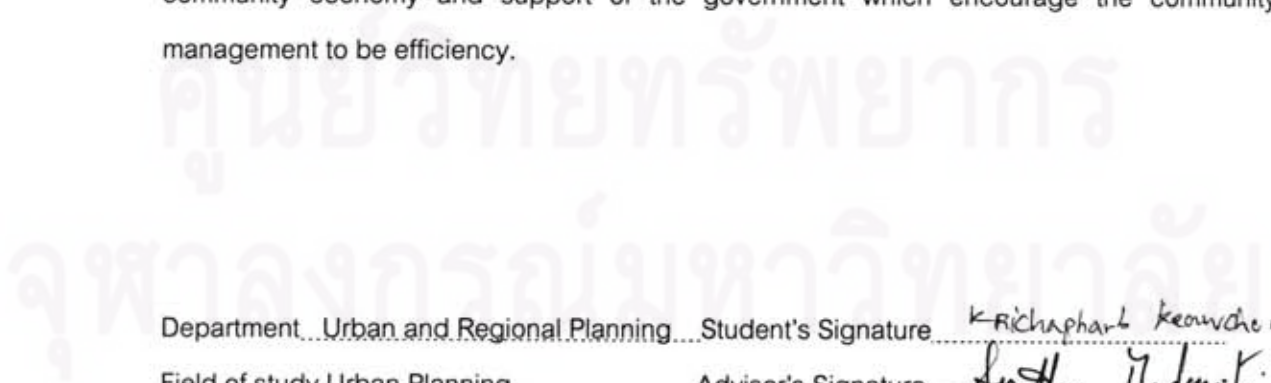 community economy and support of the government which encourage the community
management to be efficiency.
ศูนย์วิทยทรัพยากร
จุฬาลงกรณ์มหาวิทยาลัย
Department Urban and Regional Planning Student's Signature Krichaphart
Field of study Urban Planning Advisor's Signature